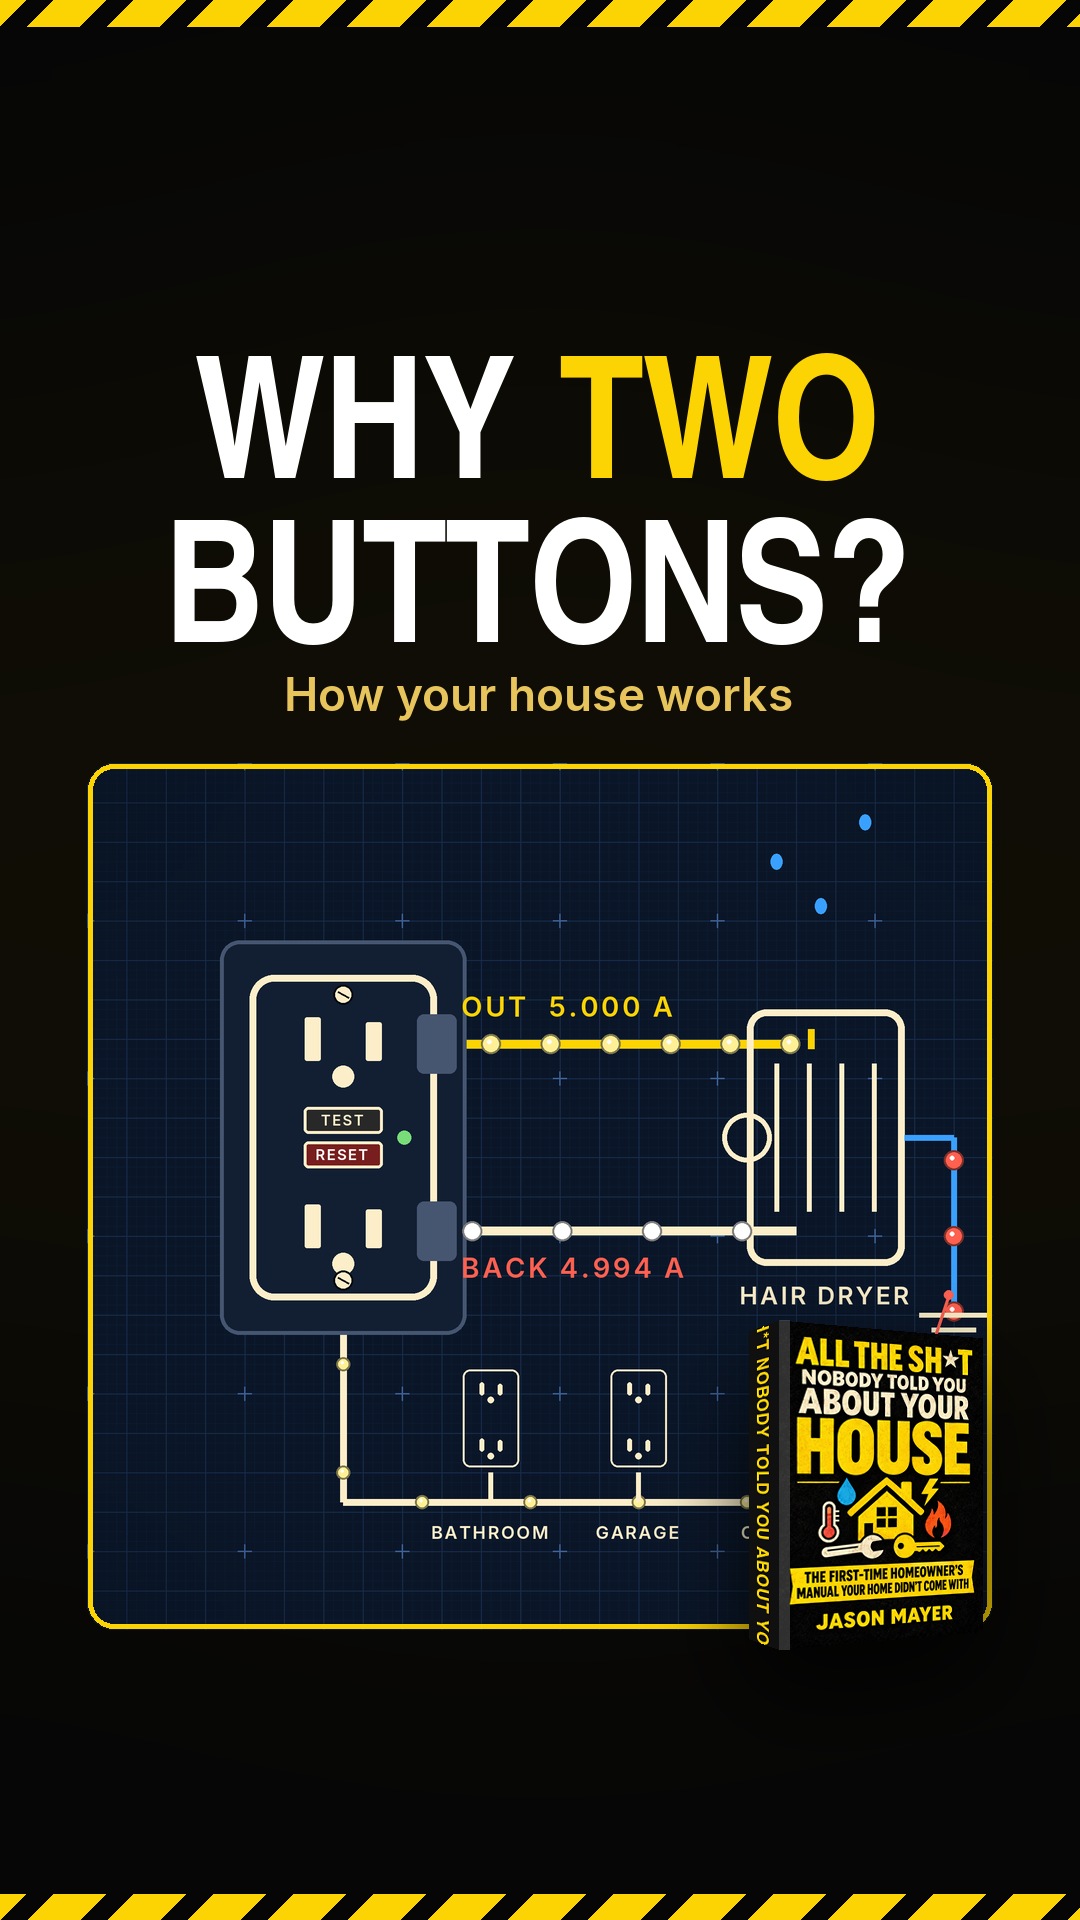 WHY TWO
BUTTONS?
How your house works
OUT 5.000 A
TEST
RESET
BACK 4.994 A
HAIR DRYER
BATHROOM
GARAGE
NOBODY TOLD YOU ABOUT YO
ALL THE SH★T
NOBODY TOLD YOU
ABOUT YOUR
HOUSE
THE FIRST-TIME HOMEOWNER'S
MANUAL YOUR HOME DIDN'T COME WITH
JASON MAYER